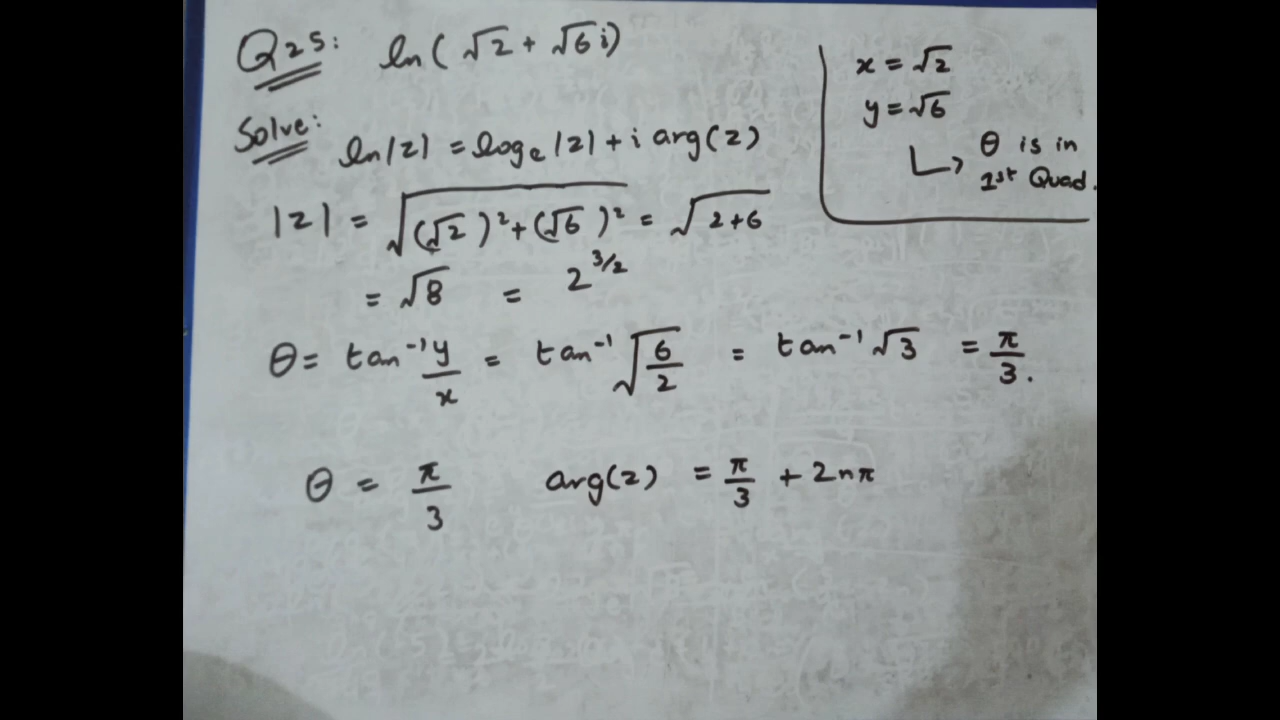 Q25: ln(√2 + √6 i)
x = √2
y = √6
↳ θ is in
1st Quad.
Solve:
ln|z| = logₑ|z| + i arg(z)
|z| = √((√2)² + (√6)²) = √(2+6)
= √8 = 2^(3/2)
θ = tan⁻¹ y/x = tan⁻¹ √(6/2) = tan⁻¹ √3 = π/3.
θ = π/3 arg(z) = π/3 + 2nπ